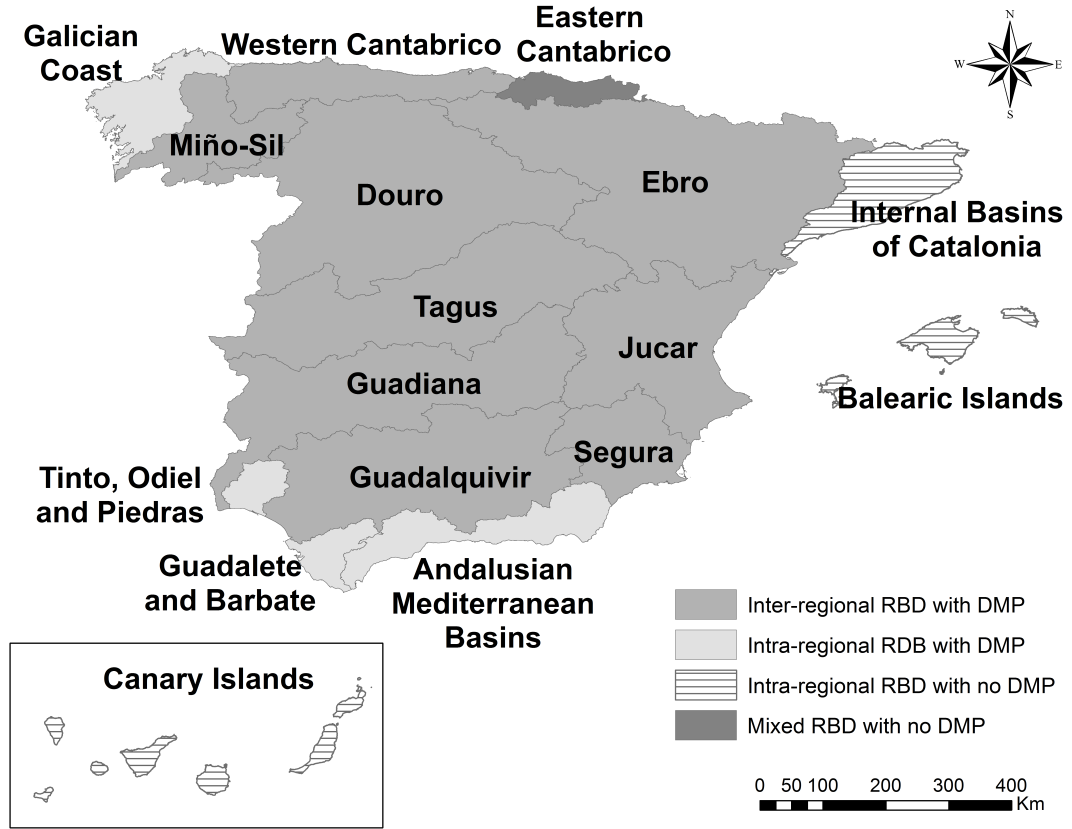 Galician
Coast
Western Cantabrico
Eastern
Cantabrico
N
W
E
S
Miño-Sil
Douro
Ebro
Internal Basins
of Catalonia
Tagus
Jucar
Guadiana
Balearic Islands
Segura
Guadalquivir
Tinto, Odiel
and Piedras
Guadalete
and Barbate
Andalusian
Mediterranean
Basins
Inter-regional RBD with DMP
Intra-regional RDB with DMP
Intra-regional RBD with no DMP
Mixed RBD with no DMP
Canary Islands
0 50 100 200 300 400
Km